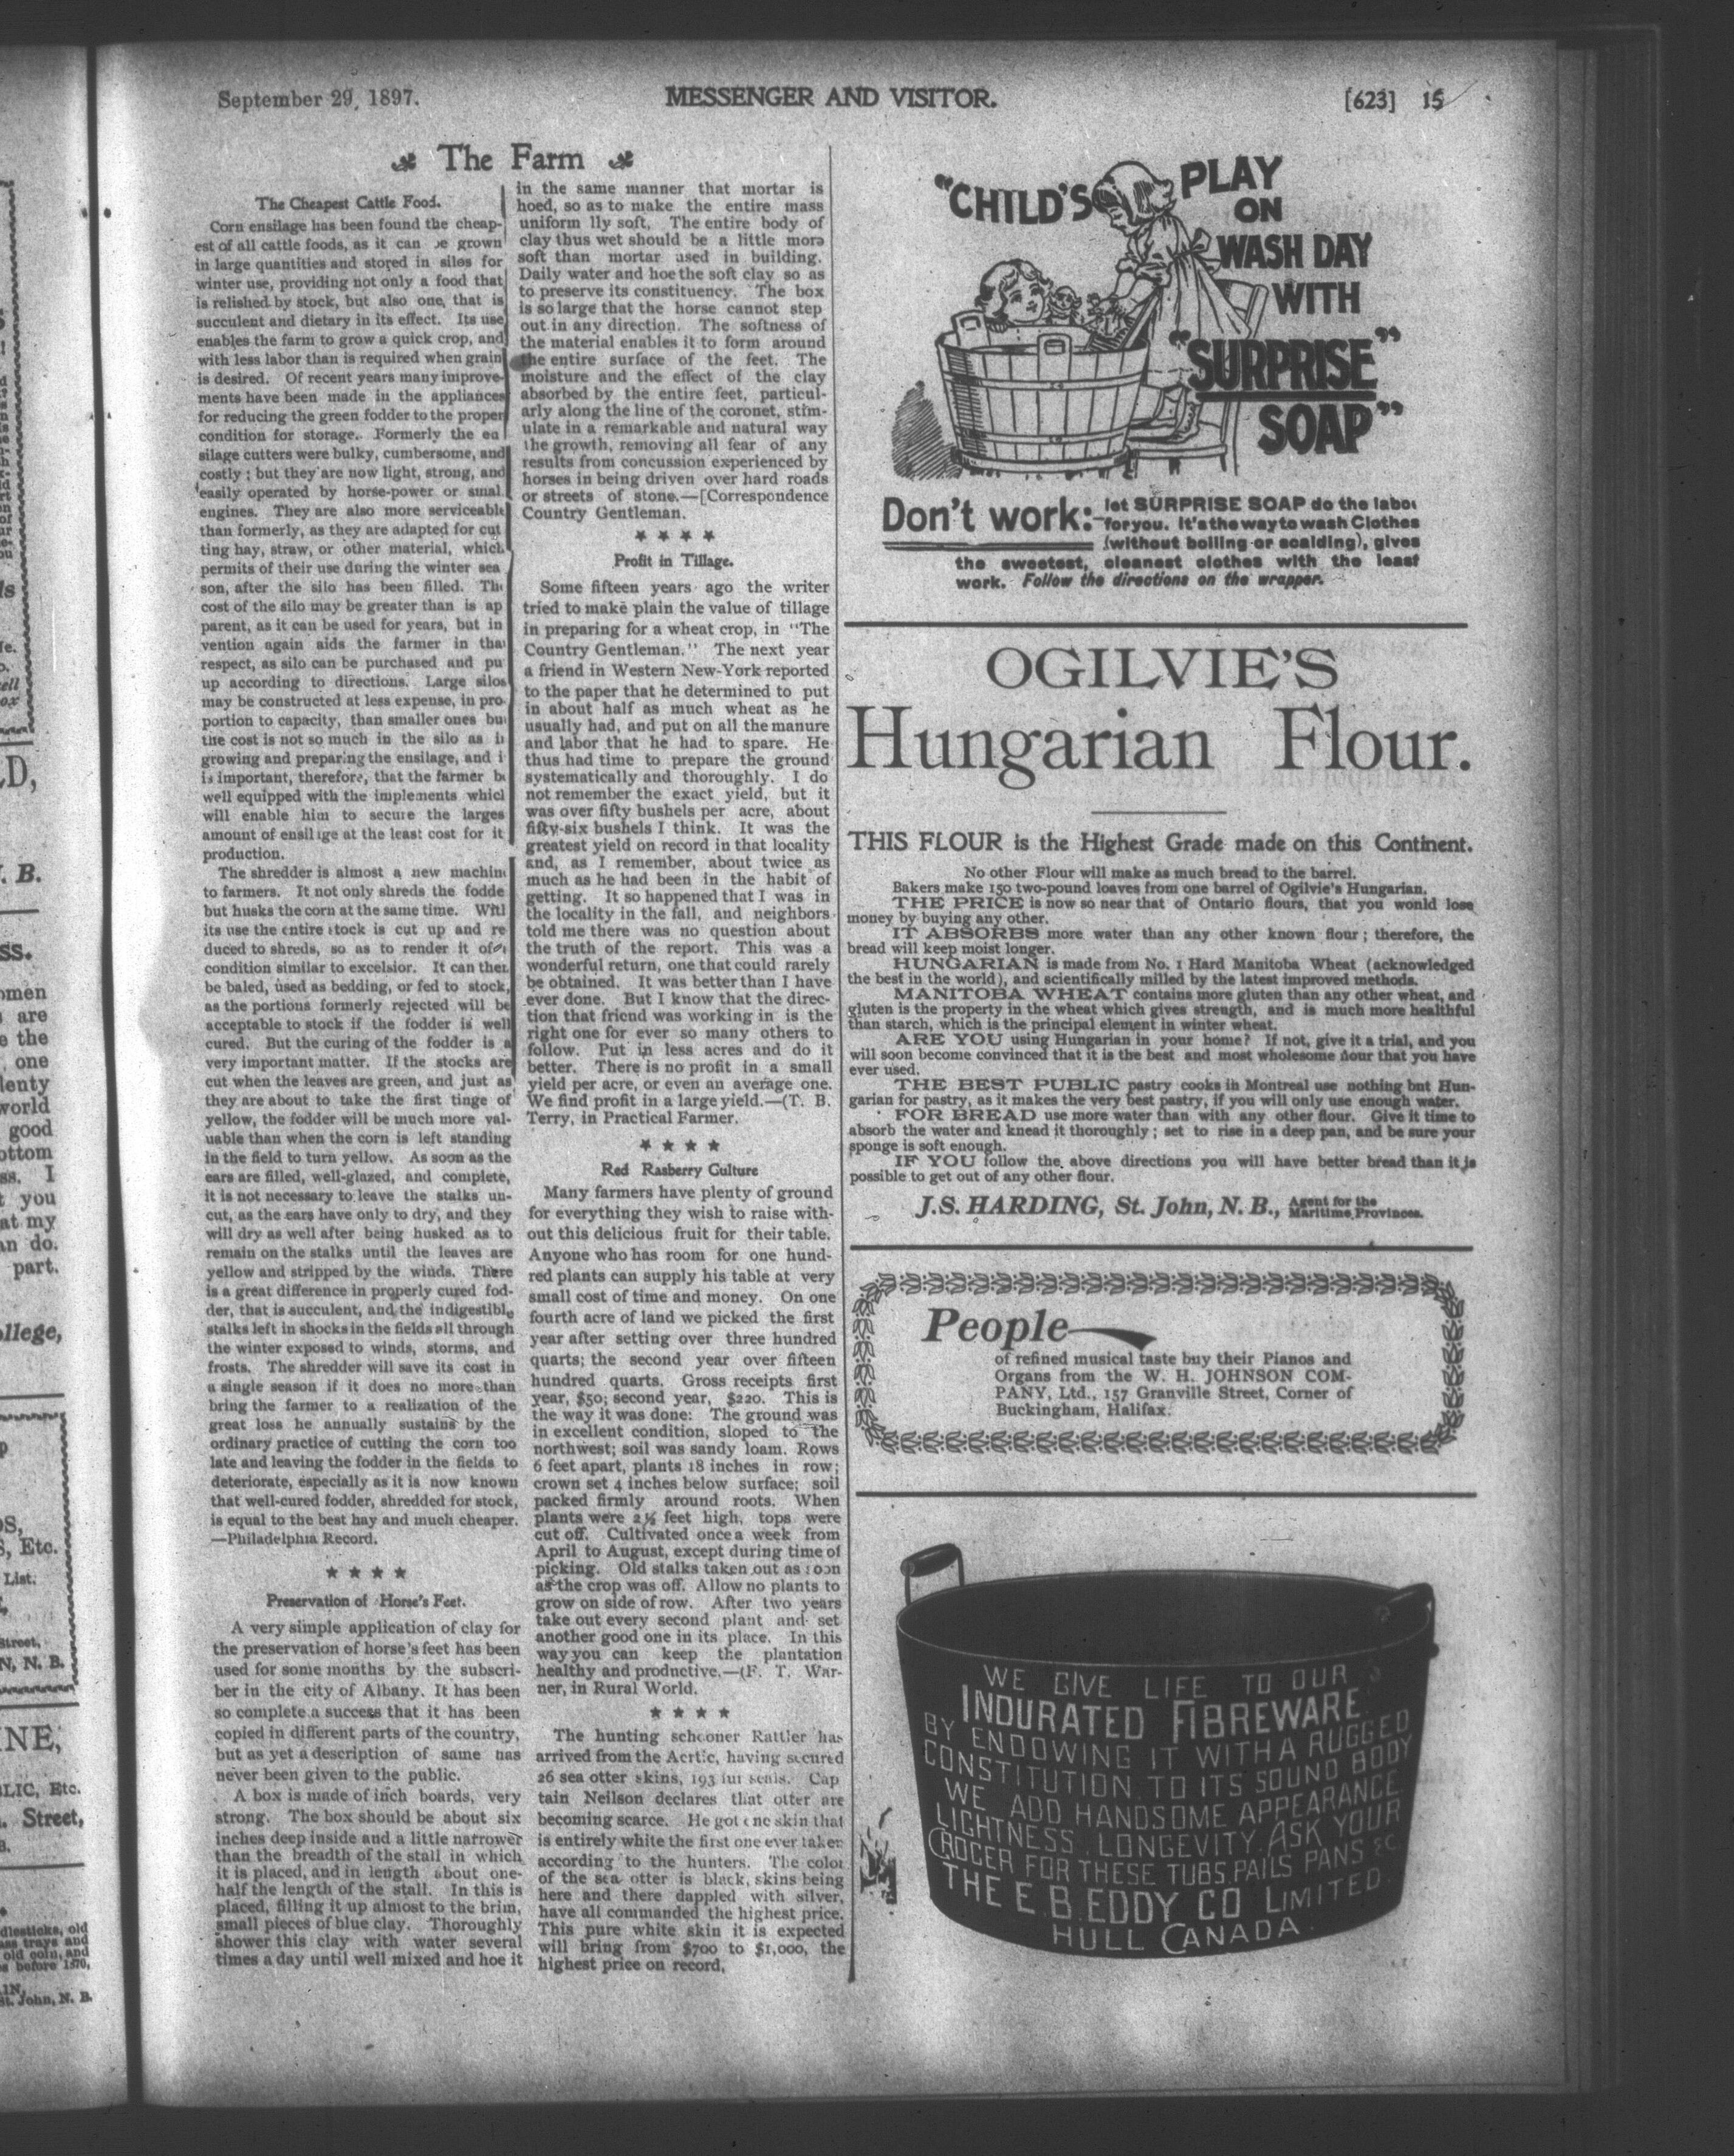 September 29, 1897.
MESSENGER AND VISITOR.
[623] 15
The Farm
The Cheapest Cattle Food.
Corn ensilage has been found the cheap-
est of all cattle foods, as it can be grown
in large quantities and stored in silos for
winter use, providing not only a food that
is relished by stock, but also one, that is
succulent and dietary in its effect. Its use
enables the farm to grow a quick crop, and
with less labor than is required when grain
is desired. Of recent years many improve-
ments have been made in the appliances
for reducing the green fodder to the proper
condition for storage. Formerly the
silage cutters were bulky, cumbersome, and
costly; but they are now light, strong, and
easily operated by horse-power or smal
engines. They are also more serviceable
than formerly, as they are adapted for cut
ting hay, straw, or other material, which
permits of their use during the winter sea
son, after the silo has been filled. The
cost of the silo may be greater than is ap
parent, as it can be used for years, but in
vention again aids the farmer in that
respect, as silo can be purchased and pu
up according to directions. Large silos
may be constructed at less expense, in pro
portion to capacity, than smaller ones but
the cost is not so much in the silo as in
growing and preparing the ensilage, and i
is important, therefore, that the farmer be
well equipped with the implements which
will enable him to secure the larges
amount of ensilage at the least cost for it
production.
The shredder is almost a new machine
to farmers. It not only shreds the fodde
but husks the corn at the same time. With
its use the entire stock is cut up and re
duced to shreds, so as to render it of
condition similar to excelsior. It can then
be baled, used as bedding, or fed to stock,
as the portions formerly rejected will be
acceptable to stock if the fodder is well
cured. But the curing of the fodder is a
very important matter. If the stocks are
cut when the leaves are green, and just as
they are about to take the first tinge of
yellow, the fodder will be much more val-
uable than when the corn is left standing
in the field to turn yellow. As soon as the
ears are filled, well-glazed, and complete,
it is not necessary to leave the stalks un-
cut, as the ears have only to dry, and they
will dry as well after being husked as to
remain on the stalks until the leaves are
yellow and stripped by the winds. There
is a great difference in properly cured fod-
der, that is succulent, and the indigestible
stalks left in shocks in the fields all through
the winter exposed to winds, storms, and
frosts. The shredder will save its cost in
a single season if it does no more than
bring the farmer to a realization of the
great loss he annually sustains by the
ordinary practice of cutting the corn too
late and leaving the fodder in the fields to
deteriorate, especially as it is now known
that well-cured fodder, shredded for stock,
is equal to the best hay and much cheaper.
—Philadelphia Record.
* * * *
Preservation of Horse's Feet.
A very simple application of clay for
the preservation of horse's feet has been
used for some months by the subscri-
ber in the city of Albany. It has been
so complete a success that it has been
copied in different parts of the country,
but as yet a description of same has
never been given to the public.
A box is made of inch boards, very
strong. The box should be about six
inches deep inside and a little narrower
than the breadth of the stall in which
it is placed, and in length about one-
half the length of the stall. In this is
placed, filling it up almost to the brim,
small pieces of blue clay. Thoroughly
shower this clay with water several
times a day until well mixed and hoe it
in the same manner that mortar is
hoed, so as to make the entire mass
uniform lly soft. The entire body of
clay thus wet should be a little more
soft than mortar used in building.
Daily water and hoe the soft clay so as
to preserve its constituency. The box
is so large that the horse cannot step
out in any direction. The softness of
the material enables it to form around
the entire surface of the feet. The
moisture and the effect of the clay
absorbed by the entire feet, particul-
arly along the line of the coronet, stim-
ulate in a remarkable and natural way
the growth, removing all fear of any
results from concussion experienced by
horses in being driven over hard roads
or streets of stone.—[Correspondence
Country Gentleman.
* * * *
Profit in Tillage.
Some fifteen years ago the writer
tried to make plain the value of tillage
in preparing for a wheat crop, in "The
Country Gentleman." The next year
a friend in Western New-York reported
to the paper that he determined to put
in about half as much wheat as he
usually had, and put on all the manure
and labor that he had to spare. He
thus had time to prepare the ground
systematically and thoroughly. I do
not remember the exact yield, but it
was over fifty bushels per acre, about
fifty-six bushels I think. It was the
greatest yield on record in that locality
and, as I remember, about twice as
much as he had been in the habit of
getting. It so happened that I was in
the locality in the fall, and neighbors
told me there was no question about
the truth of the report. This was a
wonderful return, one that could rarely
be obtained. It was better than I have
ever done. But I know that the direc-
tion that friend was working in is the
right one for ever so many others to
follow. Put in less acres and do it
better. There is no profit in a small
yield per acre, or even an average one.
We find profit in a large yield.—(T. B.
Terry, in Practical Farmer.
* * * *
Red Rasberry Culture
Many farmers have plenty of ground
for everything they wish to raise with-
out this delicious fruit for their table.
Anyone who has room for one hund-
red plants can supply his table at very
small cost of time and money. On one
fourth acre of land we picked the first
year after setting over three hundred
quarts; the second year over fifteen
hundred quarts. Gross receipts first
year, $50; second year, $220. This is
the way it was done: The ground was
in excellent condition, sloped to the
northwest; soil was sandy loam. Rows
6 feet apart, plants 18 inches in row;
crown set 4 inches below surface; soil
packed firmly around roots. When
plants were 2½ feet high, tops were
cut off. Cultivated once a week from
April to August, except during time of
picking. Old stalks taken out as soon
as the crop was off. Allow no plants to
grow on side of row. After two years
take out every second plant and set
another good one in its place. In this
way you can keep the plantation
healthy and productive.—(F. T. War-
ner, in Rural World.
* * * *
The hunting schooner Rattler has
arrived from the Acrtic, having secured
26 sea otter skins, 193 fur seals. Cap
tain Neilson declares that otter are
becoming scarce. He got one skin that
is entirely white the first one ever taken
according to the hunters. The color
of the sea otter is black, skins being
here and there dappled with silver,
have all commanded the highest price.
This pure white skin it is expected
will bring from $700 to $1,000, the
highest price on record,
"CHILD'S PLAY
ON
WASH DAY
WITH
"SURPRISE"
SOAP"
Don't work: let SURPRISE SOAP do the labor
for you. It's the way to wash Clothes
(without boiling or scalding), gives
the sweetest, cleanest clothes with the least
work. Follow the directions on the wrapper.
OGILVIE'S
Hungarian Flour.
THIS FLOUR is the Highest Grade made on this Continent.
No other Flour will make as much bread to the barrel.
Bakers make 150 two-pound loaves from one barrel of Ogilvie's Hungarian.
THE PRICE is now so near that of Ontario flours, that you would lose
money by buying any other.
IT ABSORBS more water than any other known flour; therefore, the
bread will keep moist longer.
HUNGARIAN is made from No. 1 Hard Manitoba Wheat (acknowledged
the best in the world), and scientifically milled by the latest improved methods.
MANITOBA WHEAT contains more gluten than any other wheat, and
gluten is the property in the wheat which gives strength, and is much more healthful
than starch, which is the principal element in winter wheat.
ARE YOU using Hungarian in your home? If not, give it a trial, and you
will soon become convinced that it is the best and most wholesome flour that you have
ever used.
THE BEST PUBLIC pastry cooks in Montreal use nothing but Hun-
garian for pastry, as it makes the very best pastry, if you will only use enough water.
FOR BREAD use more water than with any other flour. Give it time to
absorb the water and knead it thoroughly; set to rise in a deep pan, and be sure your
sponge is soft enough.
IF YOU follow the above directions you will have better bread than it is
possible to get out of any other flour.
J.S. HARDING, St. John, N. B., Agent for the
Maritime Provinces.
People
of refined musical taste buy their Pianos and
Organs from the W. H. JOHNSON COM-
PANY, Ltd., 157 Granville Street, Corner of
Buckingham, Halifax.
WE GIVE LIFE TO OUR
INDURATED FIBREWARE
BY ENDOWING IT WITH A RUGGED
CONSTITUTION TO ITS SOUND BODY
WE ADD HANDSOME APPEARANCE
LIGHTNESS, LONGEVITY. ASK YOUR
GROCER FOR THESE TUBS PAILS PANS &C
THE E. B. EDDY CO LIMITED.
HULL CANADA